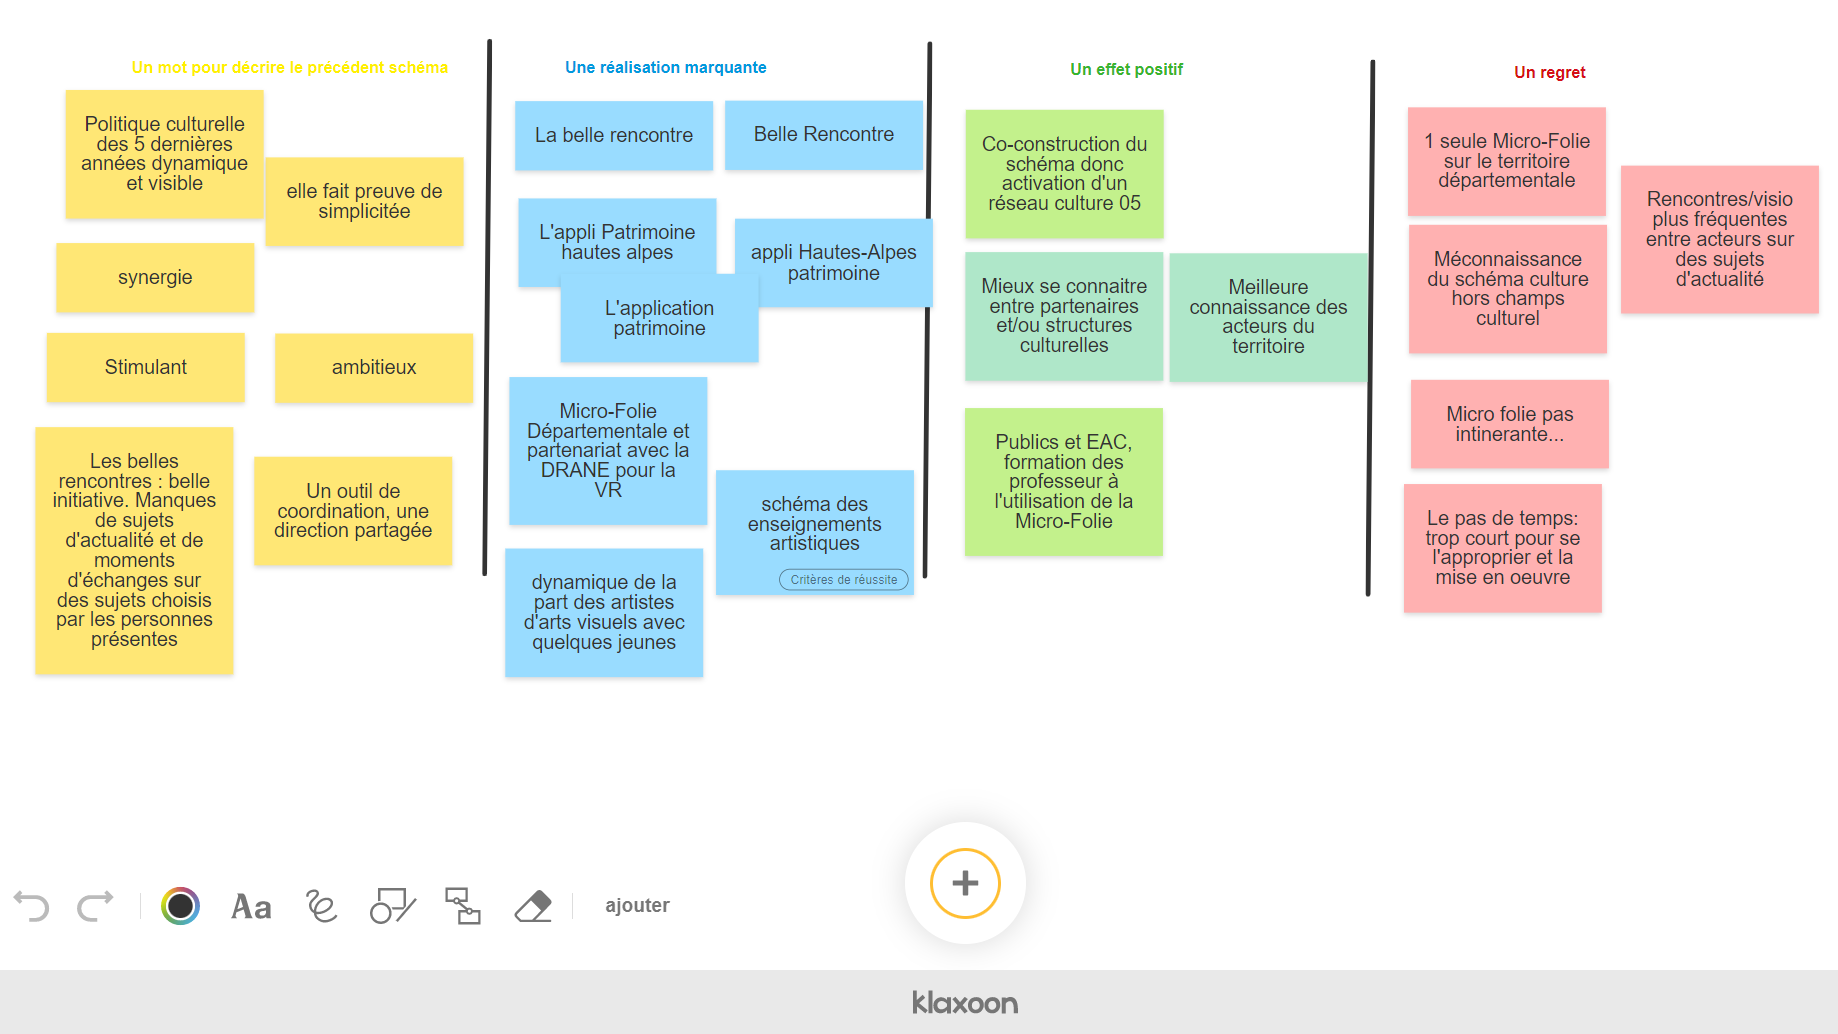 Un mot pour décrire le précédent schéma
Politique culturelle
des 5 dernières
années dynamique
et visible
elle fait preuve de
simplicitée
synergie
Stimulant
ambitieux
Les belles
rencontres : belle
initiative. Manques
de sujets
d'actualité et de
moments
d'échanges sur
des sujets choisis
par les personnes
présentes
Un outil de
coordination, une
direction partagée
Une réalisation marquante
La belle rencontre
Belle Rencontre
L'appli Patrimoine
hautes alpes
appli Hautes-Alpes
patrimoine
L'application
patrimoine
Micro-Folie
Départementale et
partenariat avec la
DRANE pour la
VR
schéma des
enseignements
artistiques
Critères de réussite
dynamique de la
part des artistes
d'arts visuels avec
quelques jeunes
Un effet positif
Co-construction du
schéma donc
activation d'un
réseau culture 05
Mieux se connaitre
entre partenaires
et/ou structures
culturelles
Meilleure
connaissance des
acteurs du
territoire
Publics et EAC,
formation des
professeur à
l'utilisation de la
Micro-Folie
Un regret
1 seule Micro-Folie
sur le territoire
départementale
Rencontres/visio
plus fréquentes
entre acteurs sur
des sujets
d'actualité
Méconnaissance
du schéma culture
hors champs
culturel
Micro folie pas
intinerante...
Le pas de temps:
trop court pour se
l'approprier et la
mise en oeuvre
Aa
ajouter
klaxoon